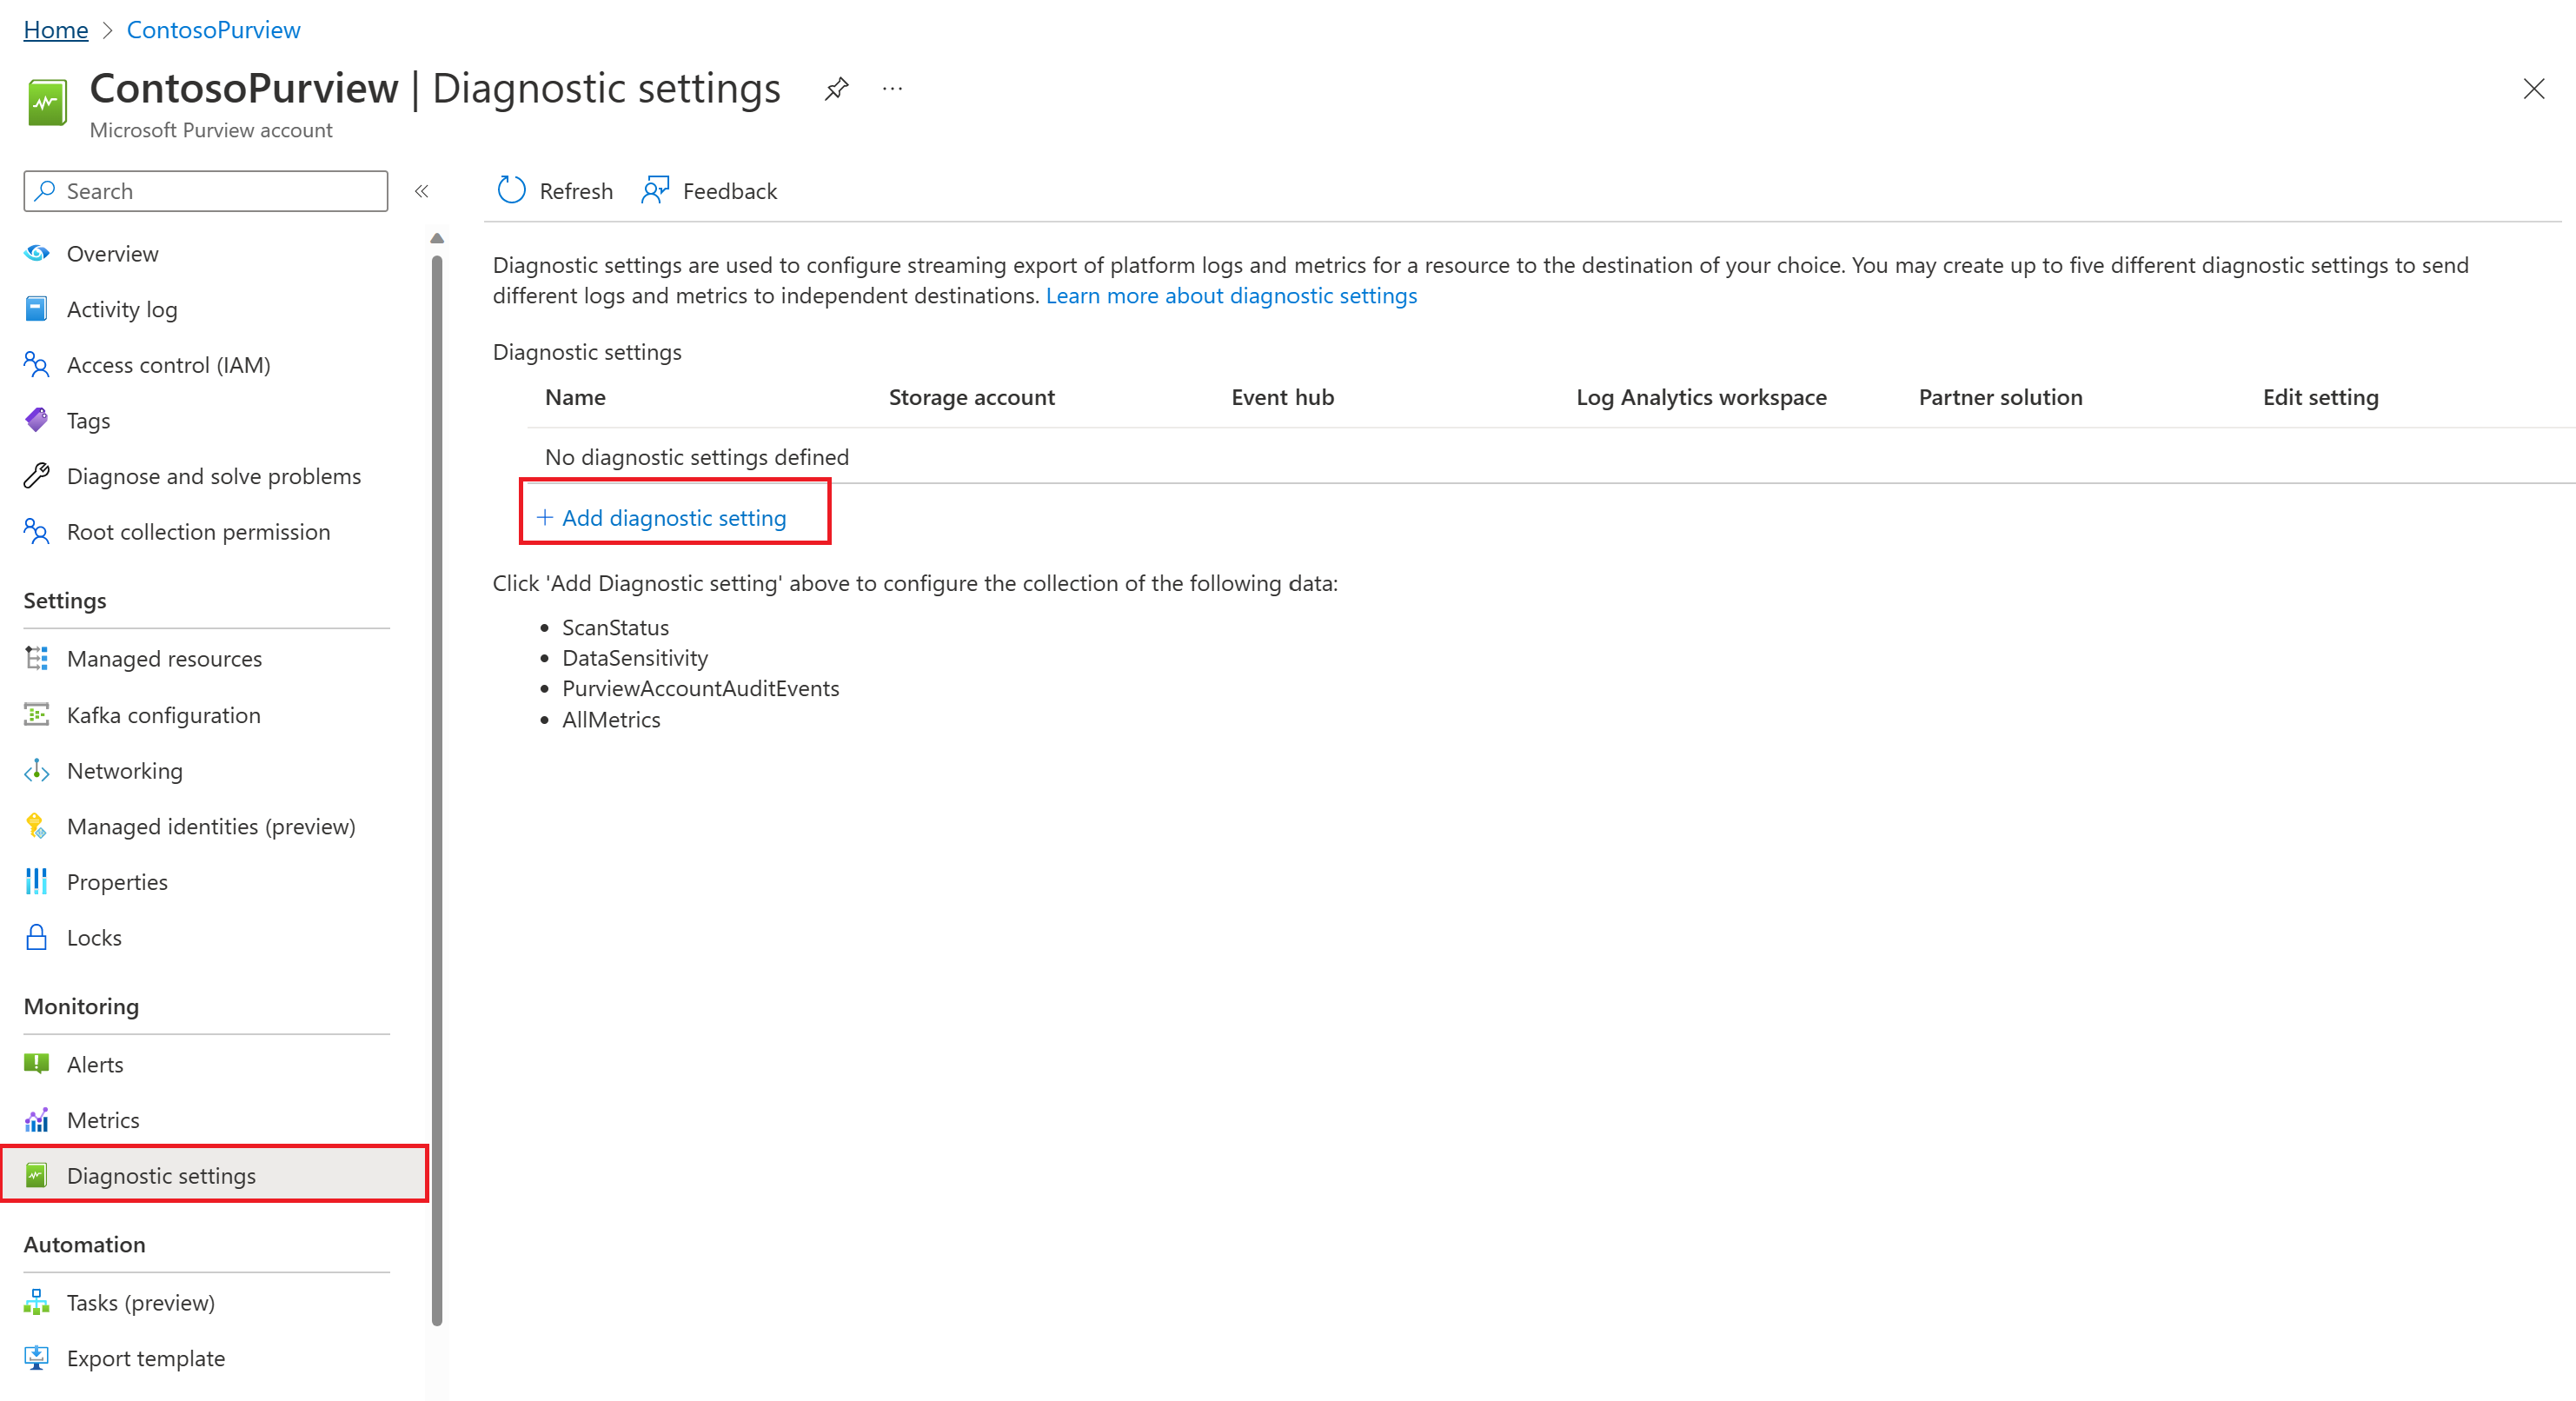 Home > ContosoPurview
ContosoPurview | Diagnostic settings
Microsoft Purview account
Search
Overview
Activity log
Access control (IAM)
Tags
Diagnose and solve problems
Root collection permission
Settings
Managed resources
Kafka configuration
Networking
Managed identities (preview)
Properties
Locks
Monitoring
Alerts
Metrics
Diagnostic settings
Automation
Tasks (preview)
Export template
Refresh Feedback
Diagnostic settings are used to configure streaming export of platform logs and metrics for a resource to the destination of your choice. You may create up to five different diagnostic settings to send
different logs and metrics to independent destinations. Learn more about diagnostic settings
Diagnostic settings
Name Storage account Event hub Log Analytics workspace Partner solution Edit setting
No diagnostic settings defined
+ Add diagnostic setting
Click 'Add Diagnostic setting' above to configure the collection of the following data:
• ScanStatus
• DataSensitivity
• PurviewAccountAuditEvents
• AllMetrics